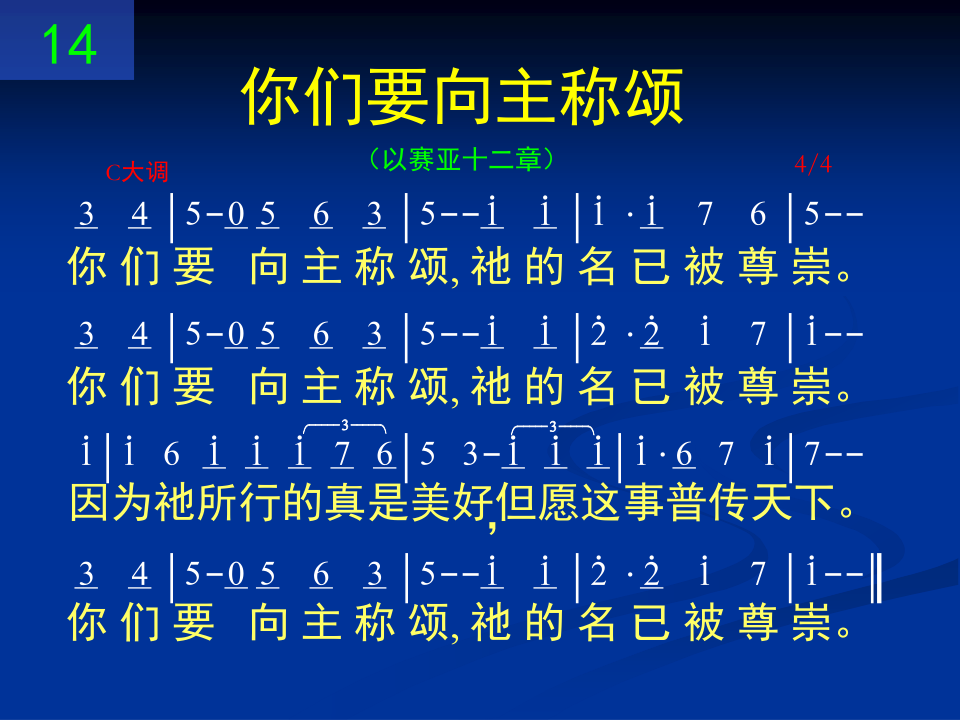 14
你们要向主称颂
（以赛亚十二章）
C大调 4/4
3 4 | 5 - 0 5 6 3 | 5 - - i i | i · i 7 6 | 5 - -
你 们 要 向 主 称 颂, 祂 的 名 已 被 尊 崇。
3 4 | 5 - 0 5 6 3 | 5 - - i i | 2̇ · 2̇ i 7 | i - -
你 们 要 向 主 称 颂, 祂 的 名 已 被 尊 崇。
3 3
i | i 6 i i i 7 6 | 5 3 - i i i | i · 6 7 i | 7 - -
因为祂所行的真是美好,但愿这事普传天下。
3 4 | 5 - 0 5 6 3 | 5 - - i i | 2̇ · 2̇ i 7 | i - - ‖
你 们 要 向 主 称 颂, 祂 的 名 已 被 尊 崇。